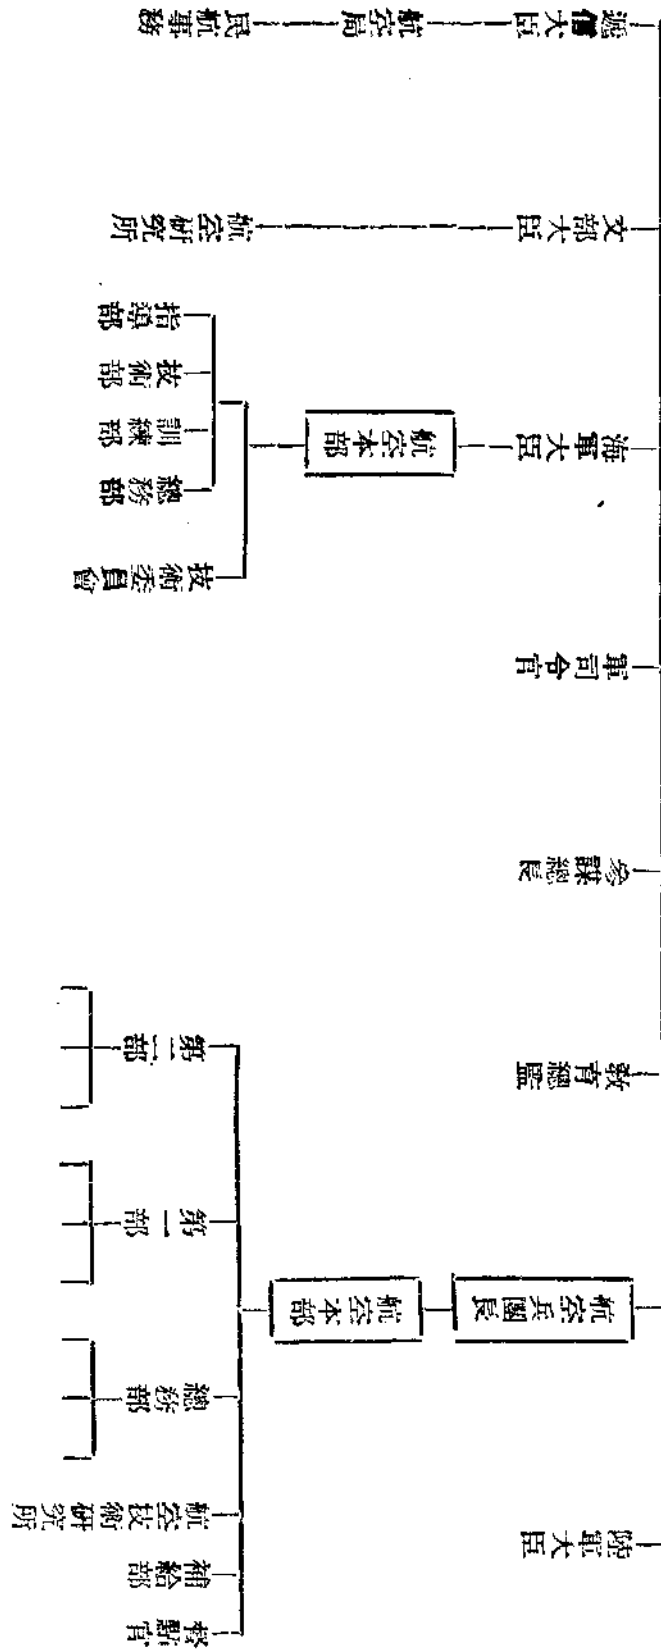 陸軍大臣
航空兵團長
航空本部
檢點官
補給部
航空技術研究所
總務部
第一部
第二部
教育總監
參謀總長
軍司令官
海軍大臣
航空本部
技術委員會
總務部
訓練部
技術部
指導部
文部大臣
航空研究所
遞信大臣
航空局
民航事務